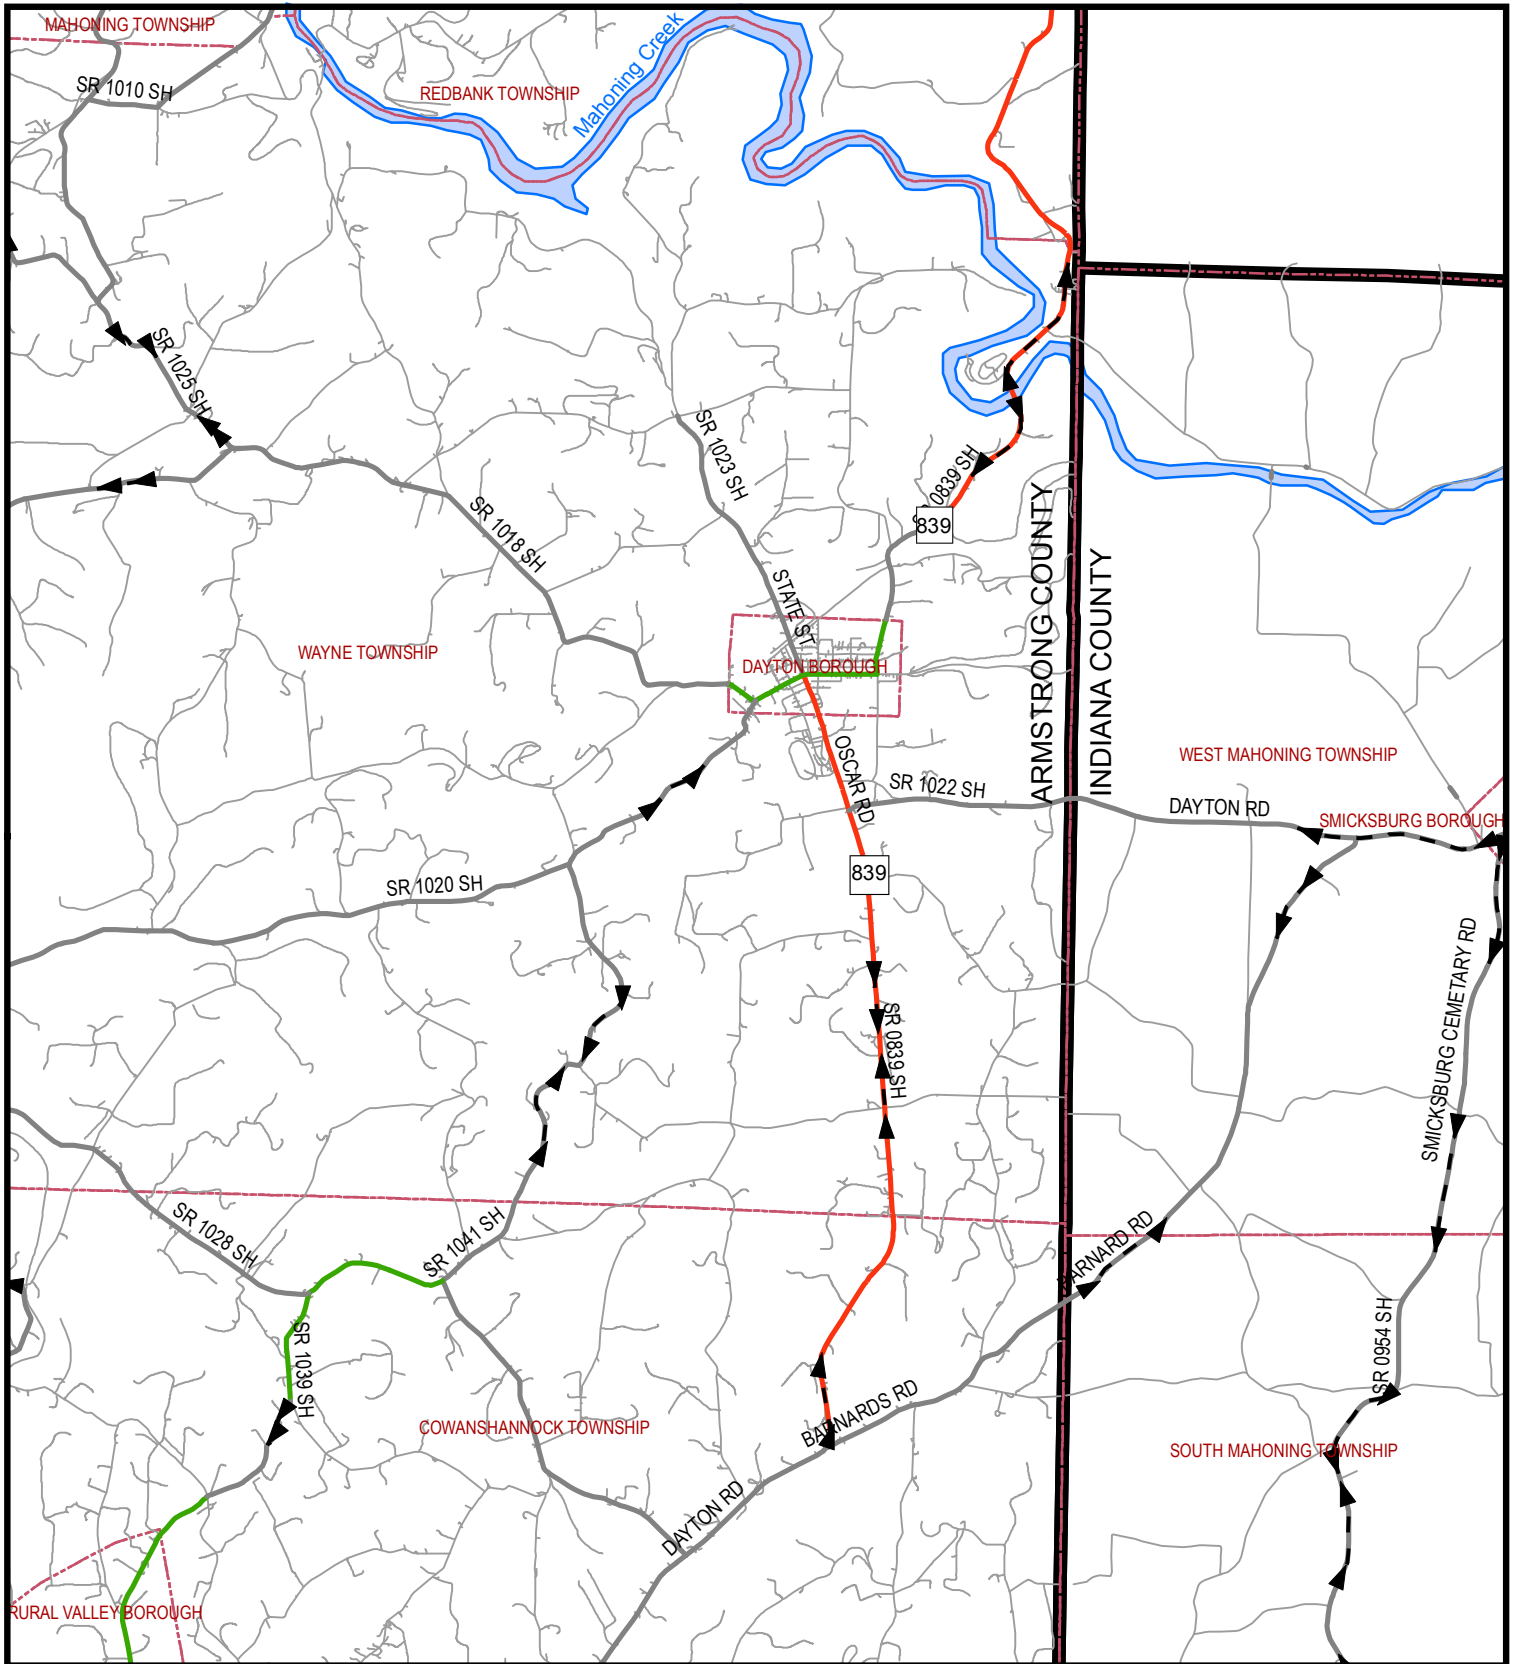 MAHONING TOWNSHIP
SR 1010 SH
REDBANK TOWNSHIP
Mahoning Creek
SR 1025 SH
SR 1023 SH
SR 0839 SH
839
SR 1018 SH
STATE ST
ARMSTRONG COUNTY
INDIANA COUNTY
WAYNE TOWNSHIP
DAYTON BOROUGH
OSCAR RD
WEST MAHONING TOWNSHIP
SR 1022 SH
DAYTON RD
SMICKSBURG BOROUGH
839
SR 1020 SH
SMICKSBURG CEMETARY RD
SR 0839 SH
SR 1028 SH
SR 1041 SH
BARNARD RD
SR 1039 SH
SR 0954 SH
BARNARDS RD
COWANSHANNOCK TOWNSHIP
SOUTH MAHONING TOWNSHIP
DAYTON RD
RURAL VALLEY BOROUGH